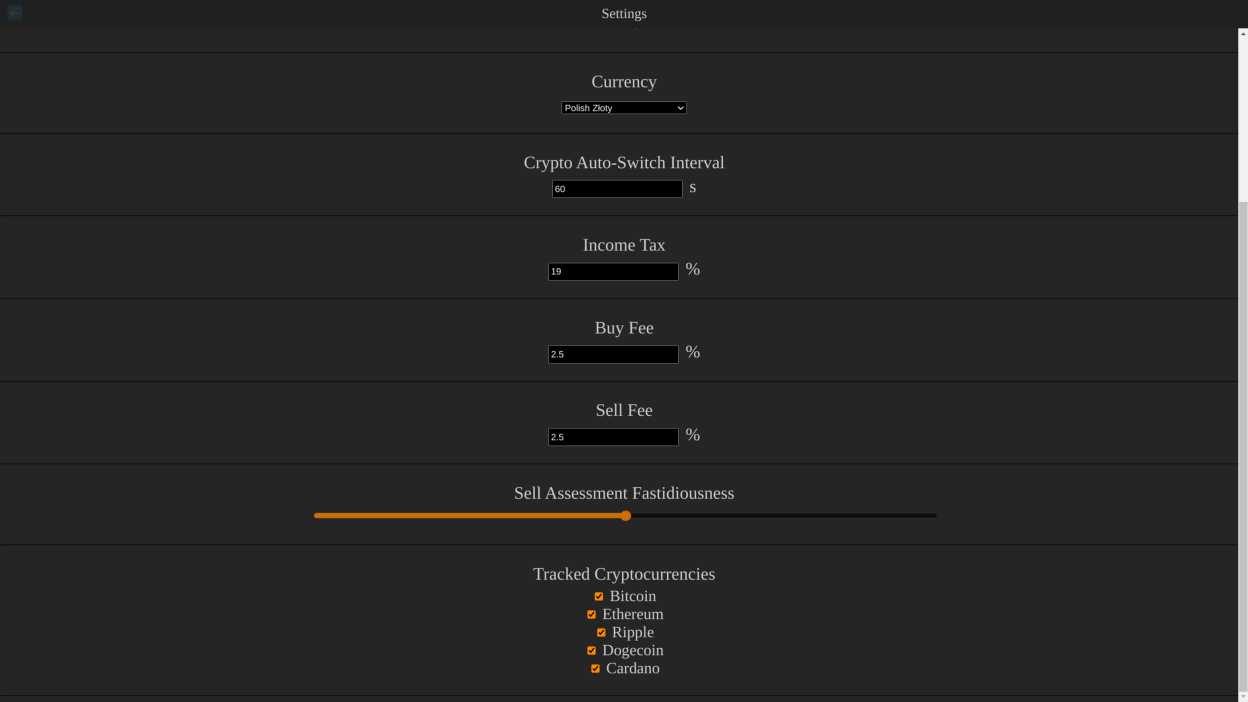 Settings
Currency
Polish Złoty
Crypto Auto-Switch Interval
60 s
Income Tax
19 %
Buy Fee
2.5 %
Sell Fee
2.5 %
Sell Assessment Fastidiousness
Tracked Cryptocurrencies
Bitcoin
Ethereum
Ripple
Dogecoin
Cardano